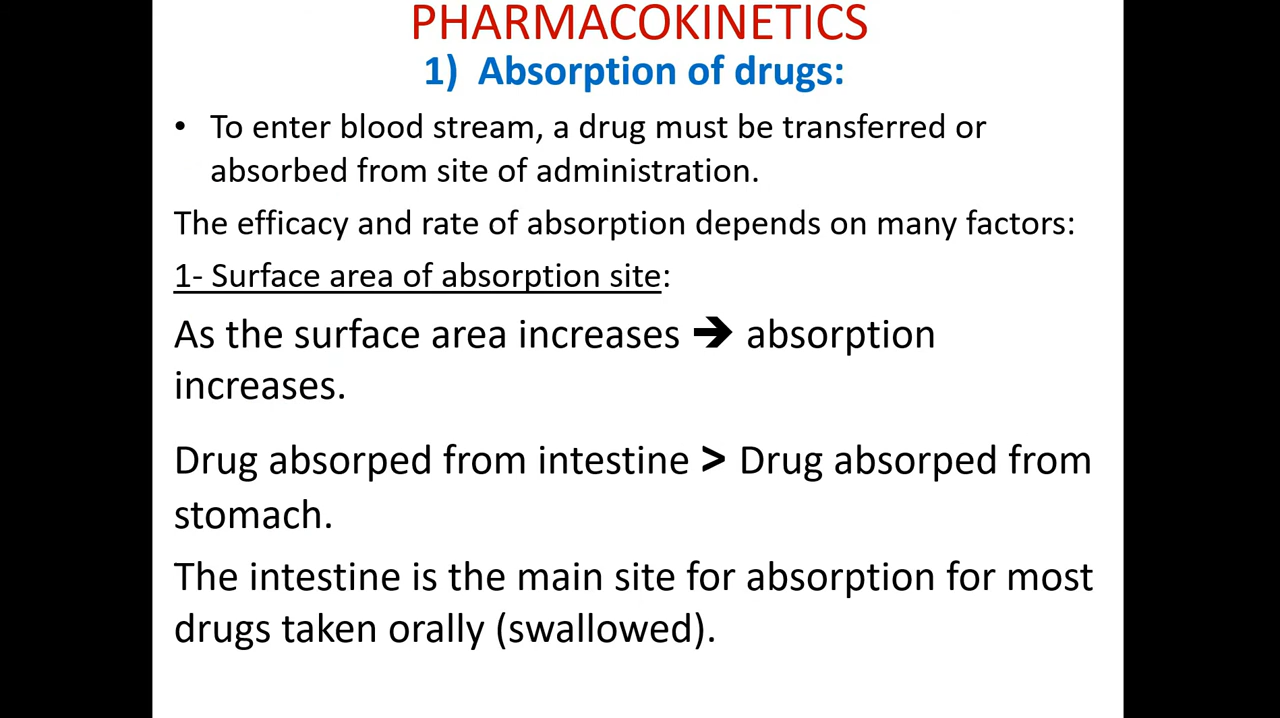 PHARMACOKINETICS
1) Absorption of drugs:
• To enter blood stream, a drug must be transferred or
absorbed from site of administration.
The efficacy and rate of absorption depends on many factors:
1- Surface area of absorption site:
As the surface area increases ➔ absorption
increases.
Drug absorped from intestine > Drug absorped from
stomach.
The intestine is the main site for absorption for most
drugs taken orally (swallowed).